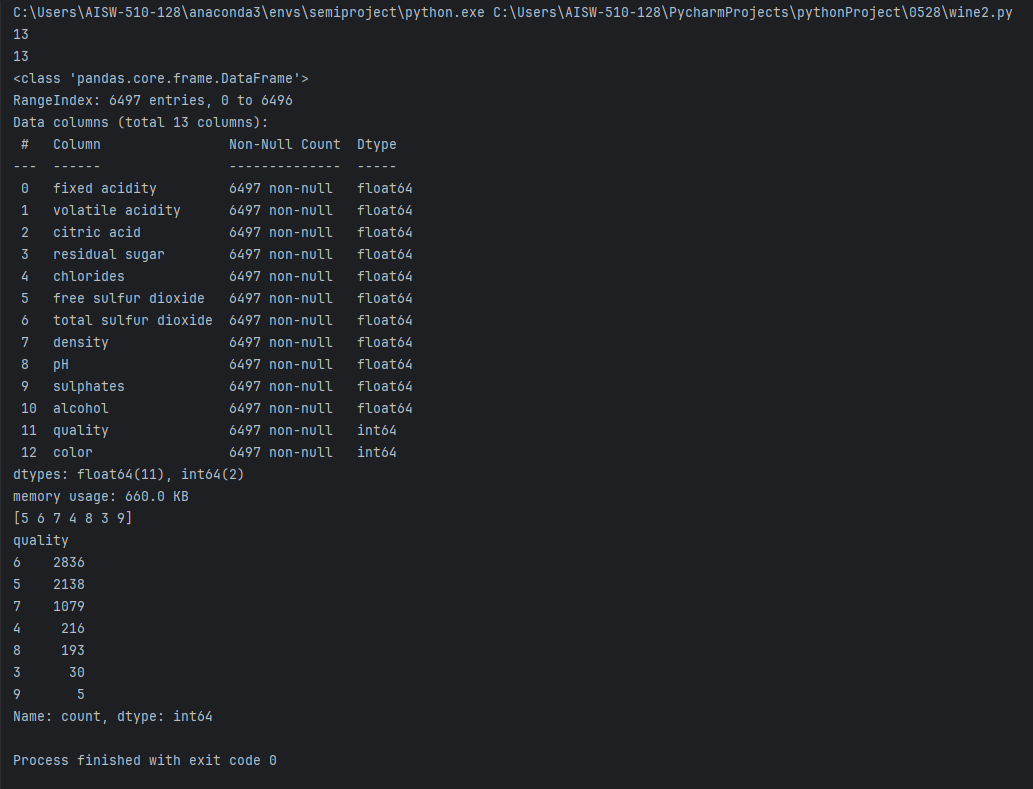 C:\Users\AISW-510-128\anaconda3\envs\semiproject\python.exe C:\Users\AISW-510-128\PycharmProjects\pythonProject\0528\wine2.py
13
13
<class 'pandas.core.frame.DataFrame'>
RangeIndex: 6497 entries, 0 to 6496
Data columns (total 13 columns):
 #   Column                Non-Null Count  Dtype
---  ------                --------------  -----
 0   fixed acidity         6497 non-null   float64
 1   volatile acidity      6497 non-null   float64
 2   citric acid           6497 non-null   float64
 3   residual sugar        6497 non-null   float64
 4   chlorides             6497 non-null   float64
 5   free sulfur dioxide   6497 non-null   float64
 6   total sulfur dioxide  6497 non-null   float64
 7   density               6497 non-null   float64
 8   pH                    6497 non-null   float64
 9   sulphates             6497 non-null   float64
 10  alcohol               6497 non-null   float64
 11  quality               6497 non-null   int64
 12  color                 6497 non-null   int64
dtypes: float64(11), int64(2)
memory usage: 660.0 KB
[5 6 7 4 8 3 9]
quality
6    2836
5    2138
7    1079
4     216
8     193
3      30
9       5
Name: count, dtype: int64

Process finished with exit code 0